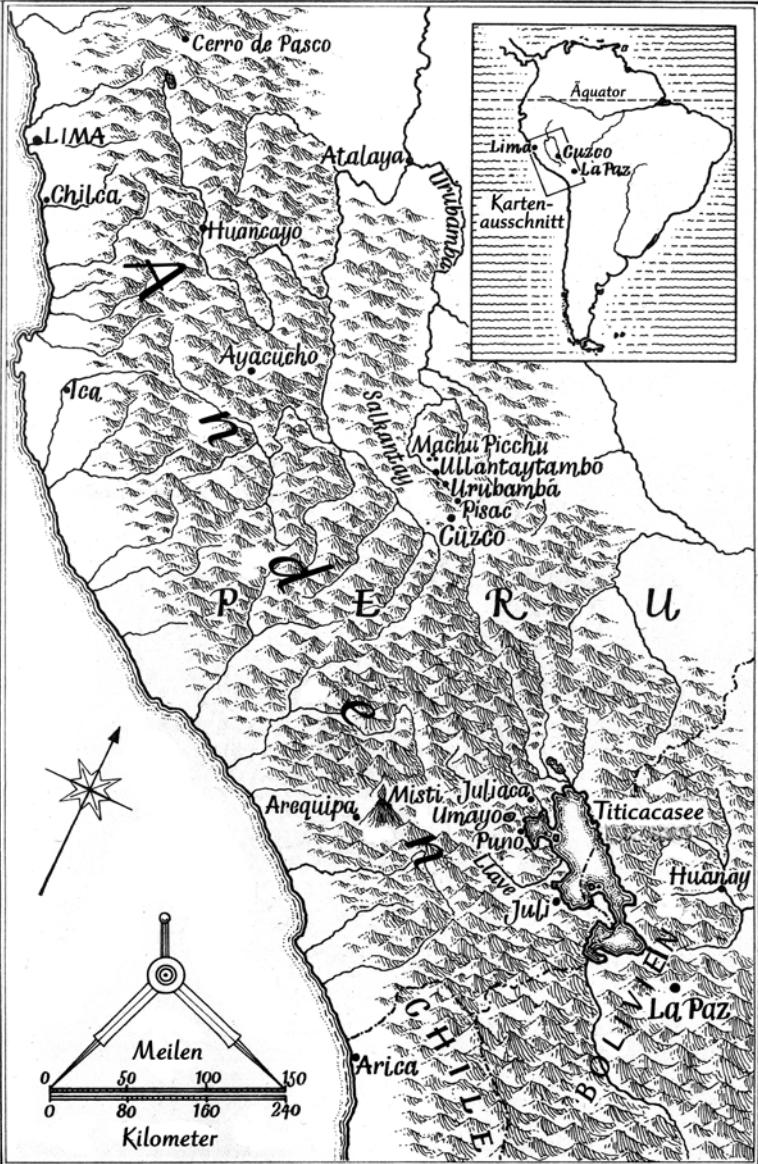 Cerro de Pasco
LIMA
Atalaya
Urubamba
Chilca
Huancayo
Äquator
Lima
Cuzco
La Paz
Karten-
ausschnitt
Anden
Ayacucho
Ica
Salkantay
Machu Picchu
Ullantaytambo
Urubambá
Pisac
Cuzco
PERU
Misti
Juliaca
Arequipa
Umayo
Puno
Titicacasee
Llave
Juli
Huanay
BOLIVIEN
La Paz
CHILE
Arica
Meilen
0 50 100 150
0 80 160 240
Kilometer